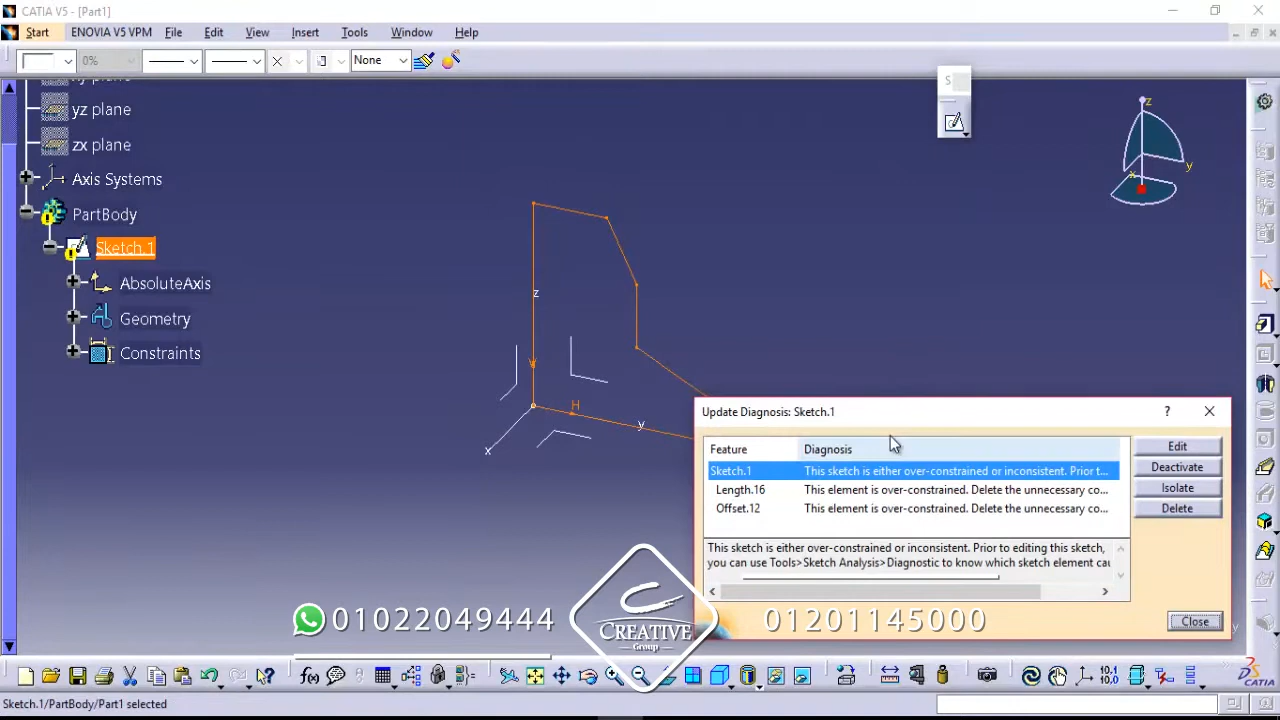 CATIA V5 - [Part1]
Start ENOVIA V5 VPM File Edit View Insert Tools Window Help
0% None
S
yz plane
zx plane
Axis Systems
PartBody
Sketch.1
AbsoluteAxis
Geometry
Constraints
z
y
x
z
V
H
y
x
Update Diagnosis: Sketch.1 ?
Feature Diagnosis
Sketch.1 This sketch is either over-constrained or inconsistent. Prior t...
Length.16 This element is over-constrained. Delete the unnecessary co...
Offset.12 This element is over-constrained. Delete the unnecessary co...
Edit
Deactivate
Isolate
Delete
This sketch is either over-constrained or inconsistent. Prior to editing this sketch,
you can use Tools>Sketch Analysis>Diagnostic to know which sketch element cau
Close
01022049444
CREATIVE
Group
01201145000
f(x)
10.1
CATIA
Sketch.1/PartBody/Part1 selected